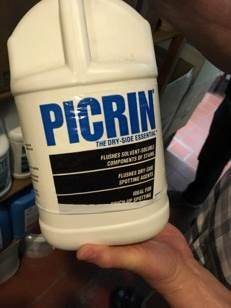 PICRIN
THE DRY-SIDE ESSENTIAL
FLUSHES SOLVENT-SOLUBLE
COMPONENTS OF STAINS
FLUSHES DRY-SIDE
SPOTTING AGENTS
IDEAL FOR
TOUCH-UP SPOTTING